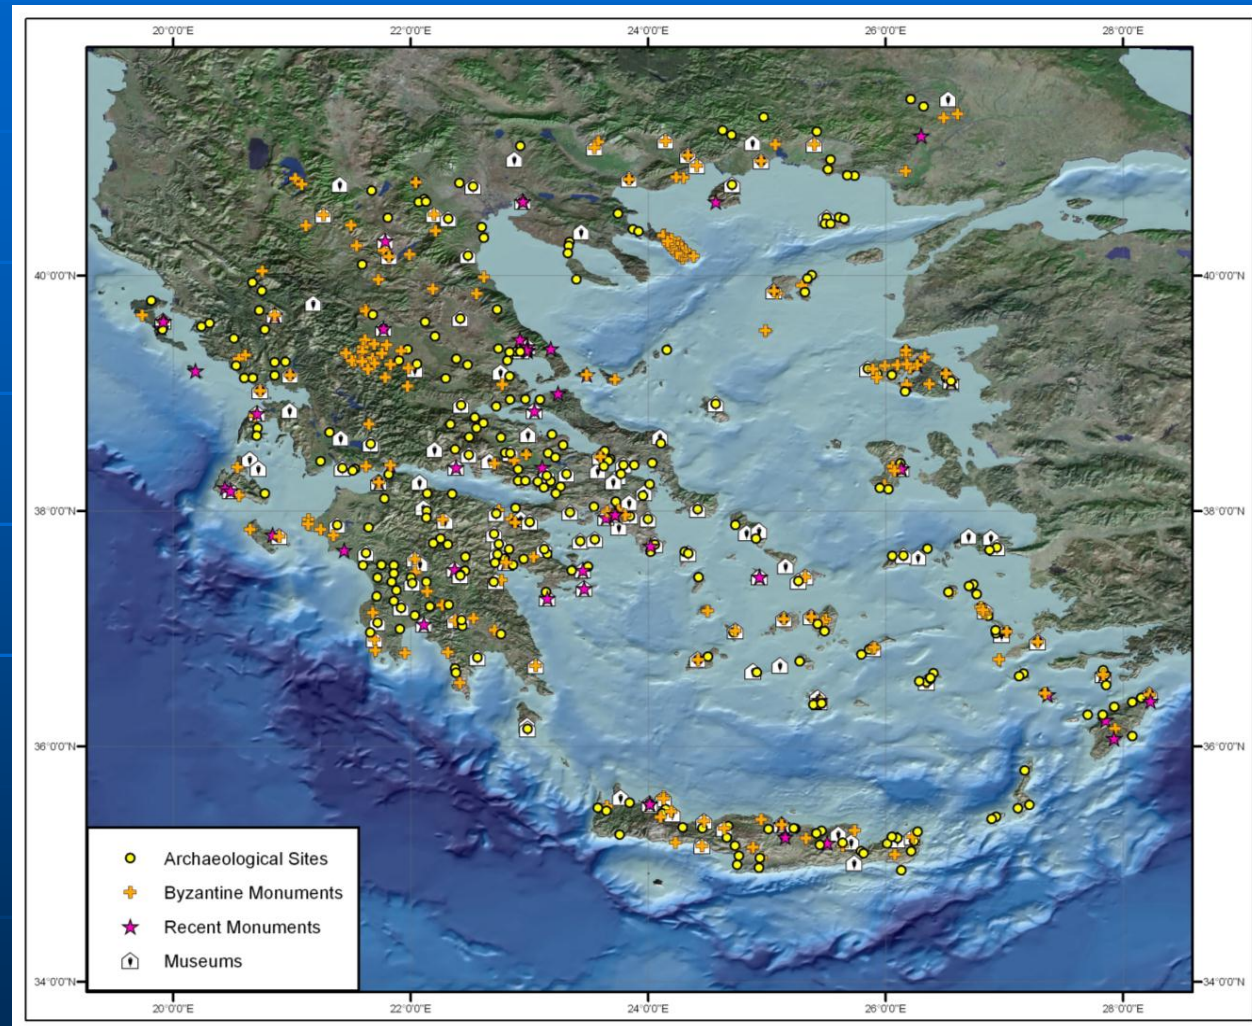 20°0'0"E 22°0'0"E 24°0'0"E 26°0'0"E 28°0'0"E
40°0'0"N 40°0'0"N
38°0'0"N 38°0'0"N
36°0'0"N 36°0'0"N
Archaeological Sites
Byzantine Monuments
Recent Monuments
Museums
34°0'0"N 34°0'0"N
20°0'0"E 22°0'0"E 24°0'0"E 26°0'0"E 28°0'0"E